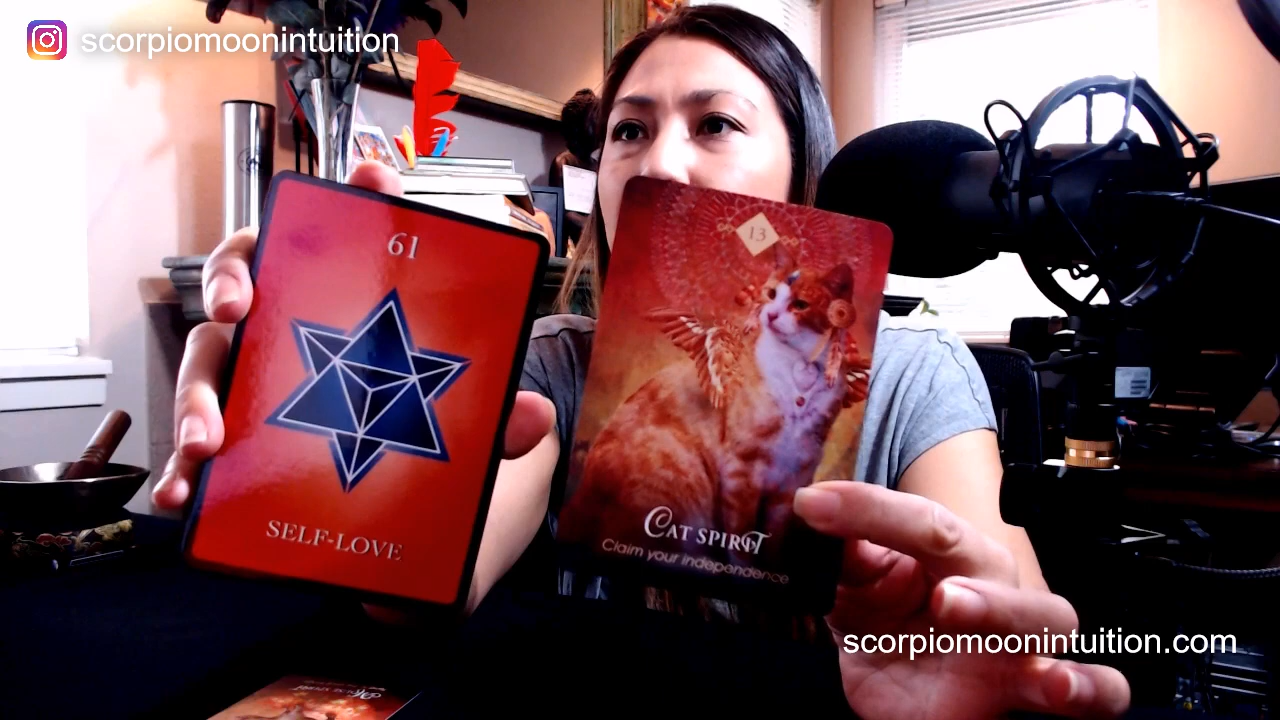 scorpiomoonintuition
61
SELF-LOVE
13
CAT SPIRIT
Claim your independence
scorpiomoonintuition.com